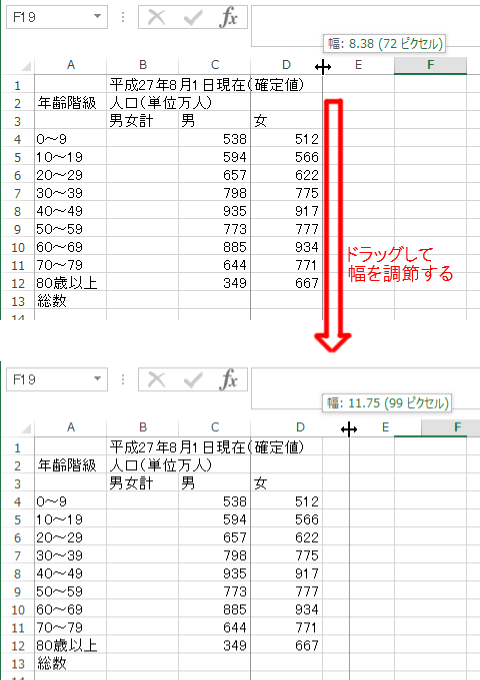 F19 fx
幅: 8.38 (72 ピクセル)
A B C D E F
1 平成27年8月1日現在(確定値)
2 年齢階級 人口(単位万人)
3 男女計 男 女
4 0～9 538 512
5 10～19 594 566
6 20～29 657 622
7 30～39 798 775
8 40～49 935 917
9 50～59 773 777
10 60～69 885 934
11 70～79 644 771
12 80歳以上 349 667
13 総数
14
ドラッグして
幅を調節する
F19 fx
幅: 11.75 (99 ピクセル)
A B C D E F
1 平成27年8月1日現在(確定値)
2 年齢階級 人口(単位万人)
3 男女計 男 女
4 0～9 538 512
5 10～19 594 566
6 20～29 657 622
7 30～39 798 775
8 40～49 935 917
9 50～59 773 777
10 60～69 885 934
11 70～79 644 771
12 80歳以上 349 667
13 総数